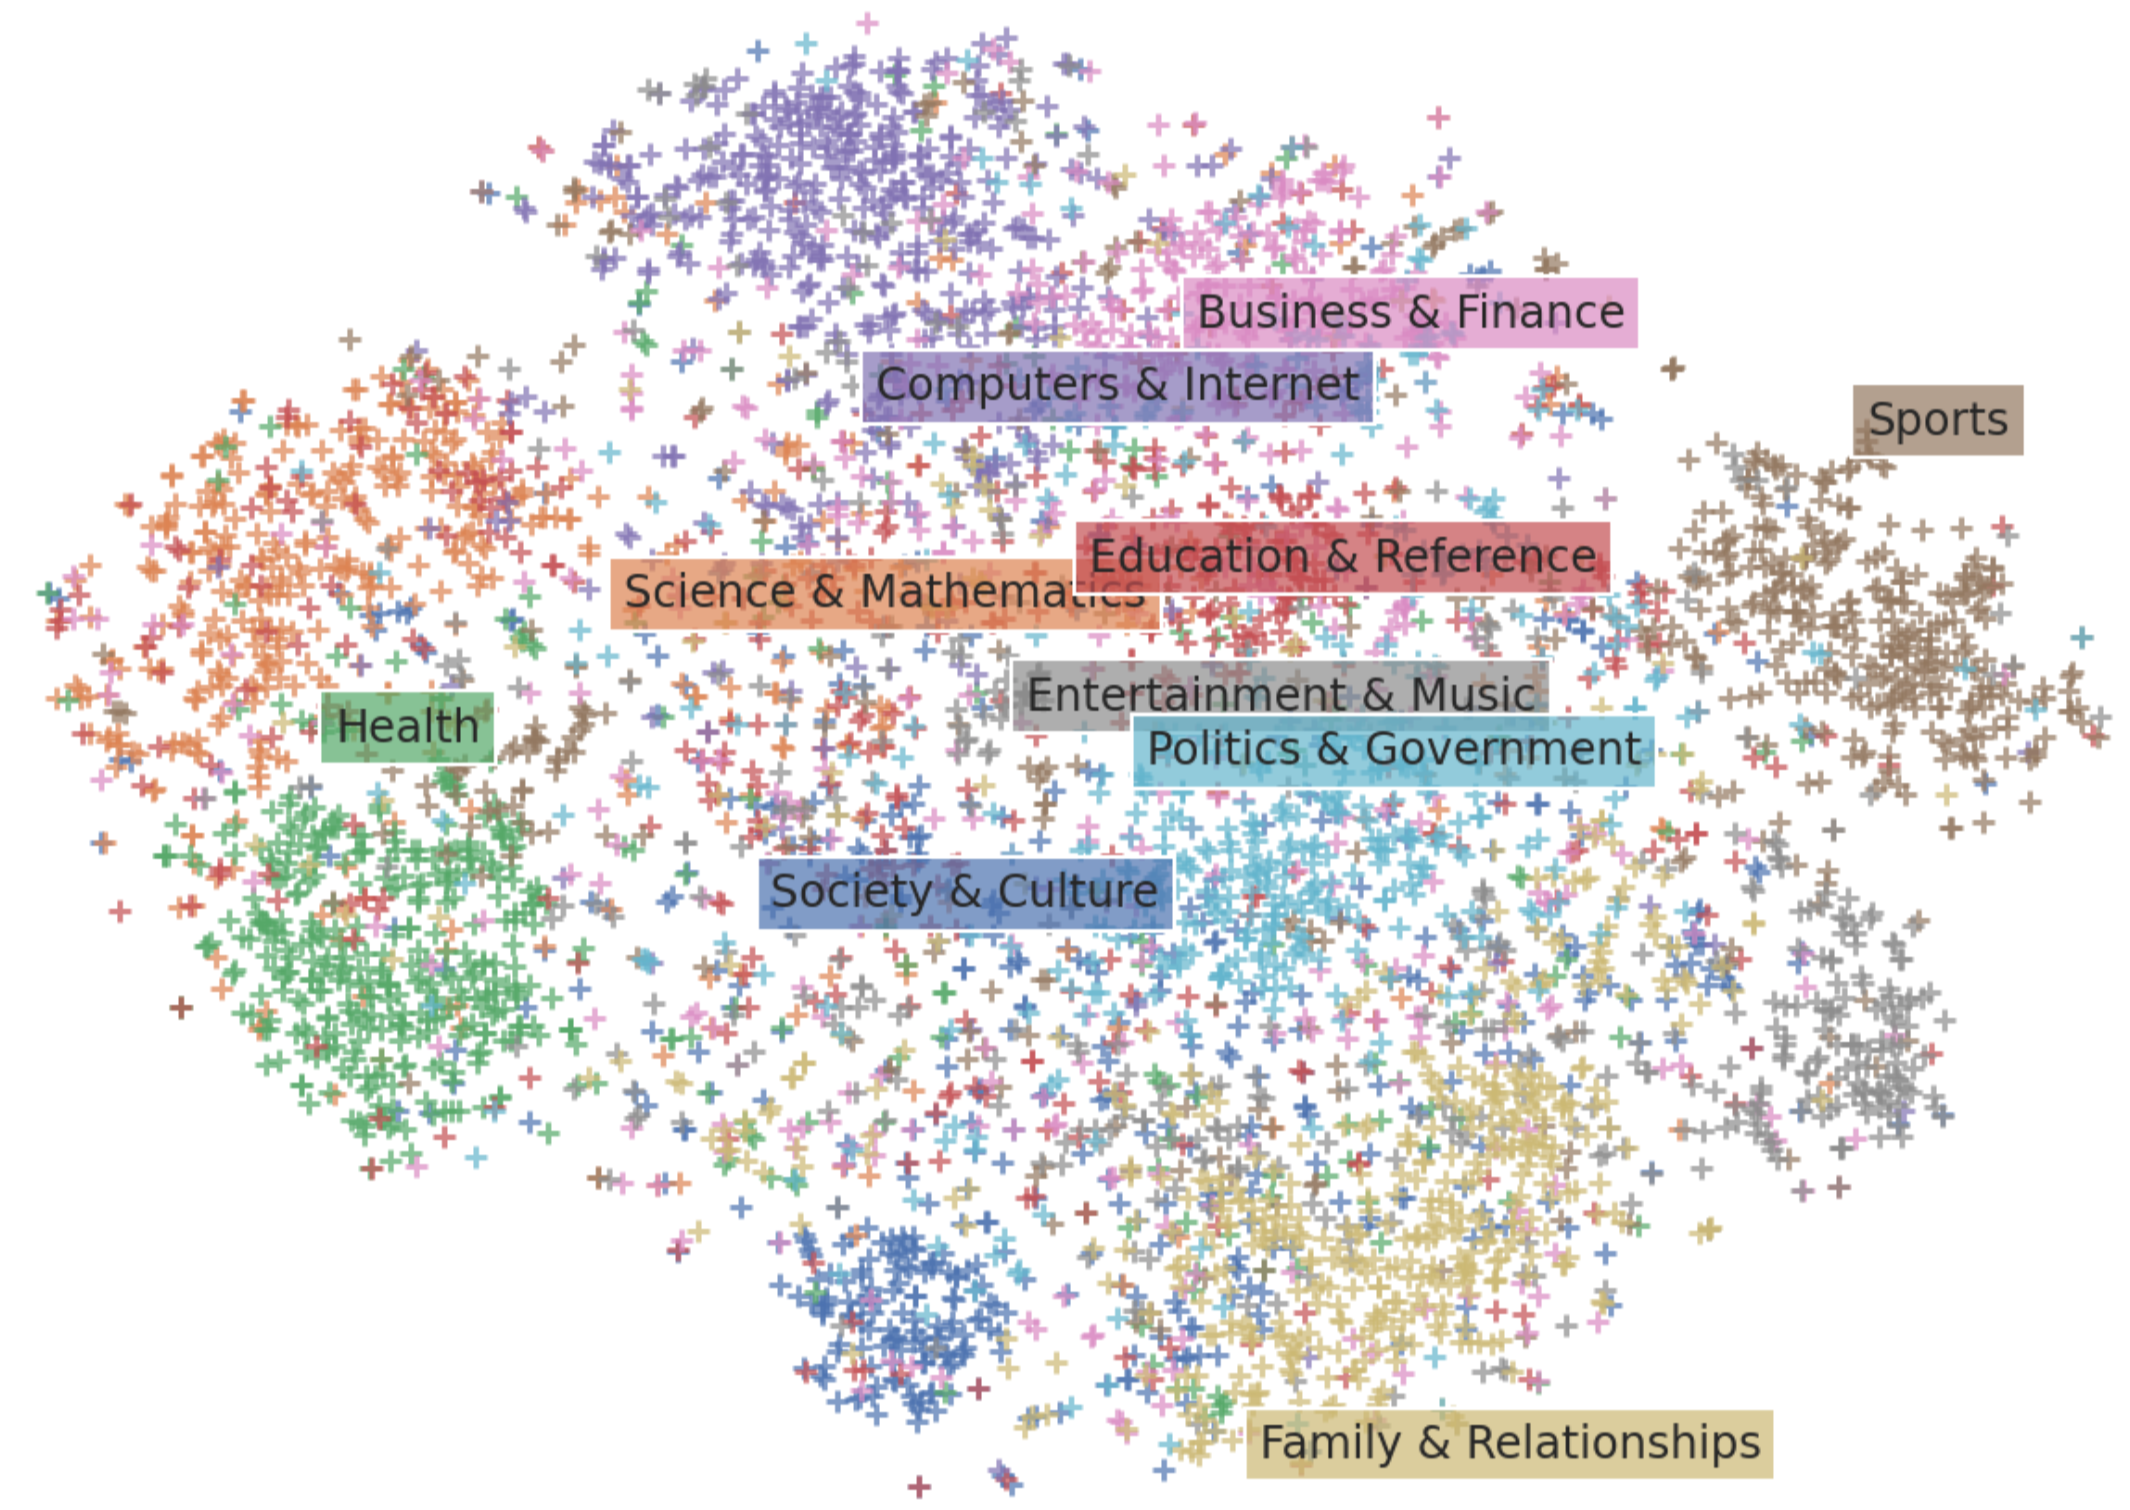 Business & Finance
Computers & Internet
Sports
Education & Reference
Science & Mathematics
Entertainment & Music
Health
Politics & Government
Society & Culture
Family & Relationships